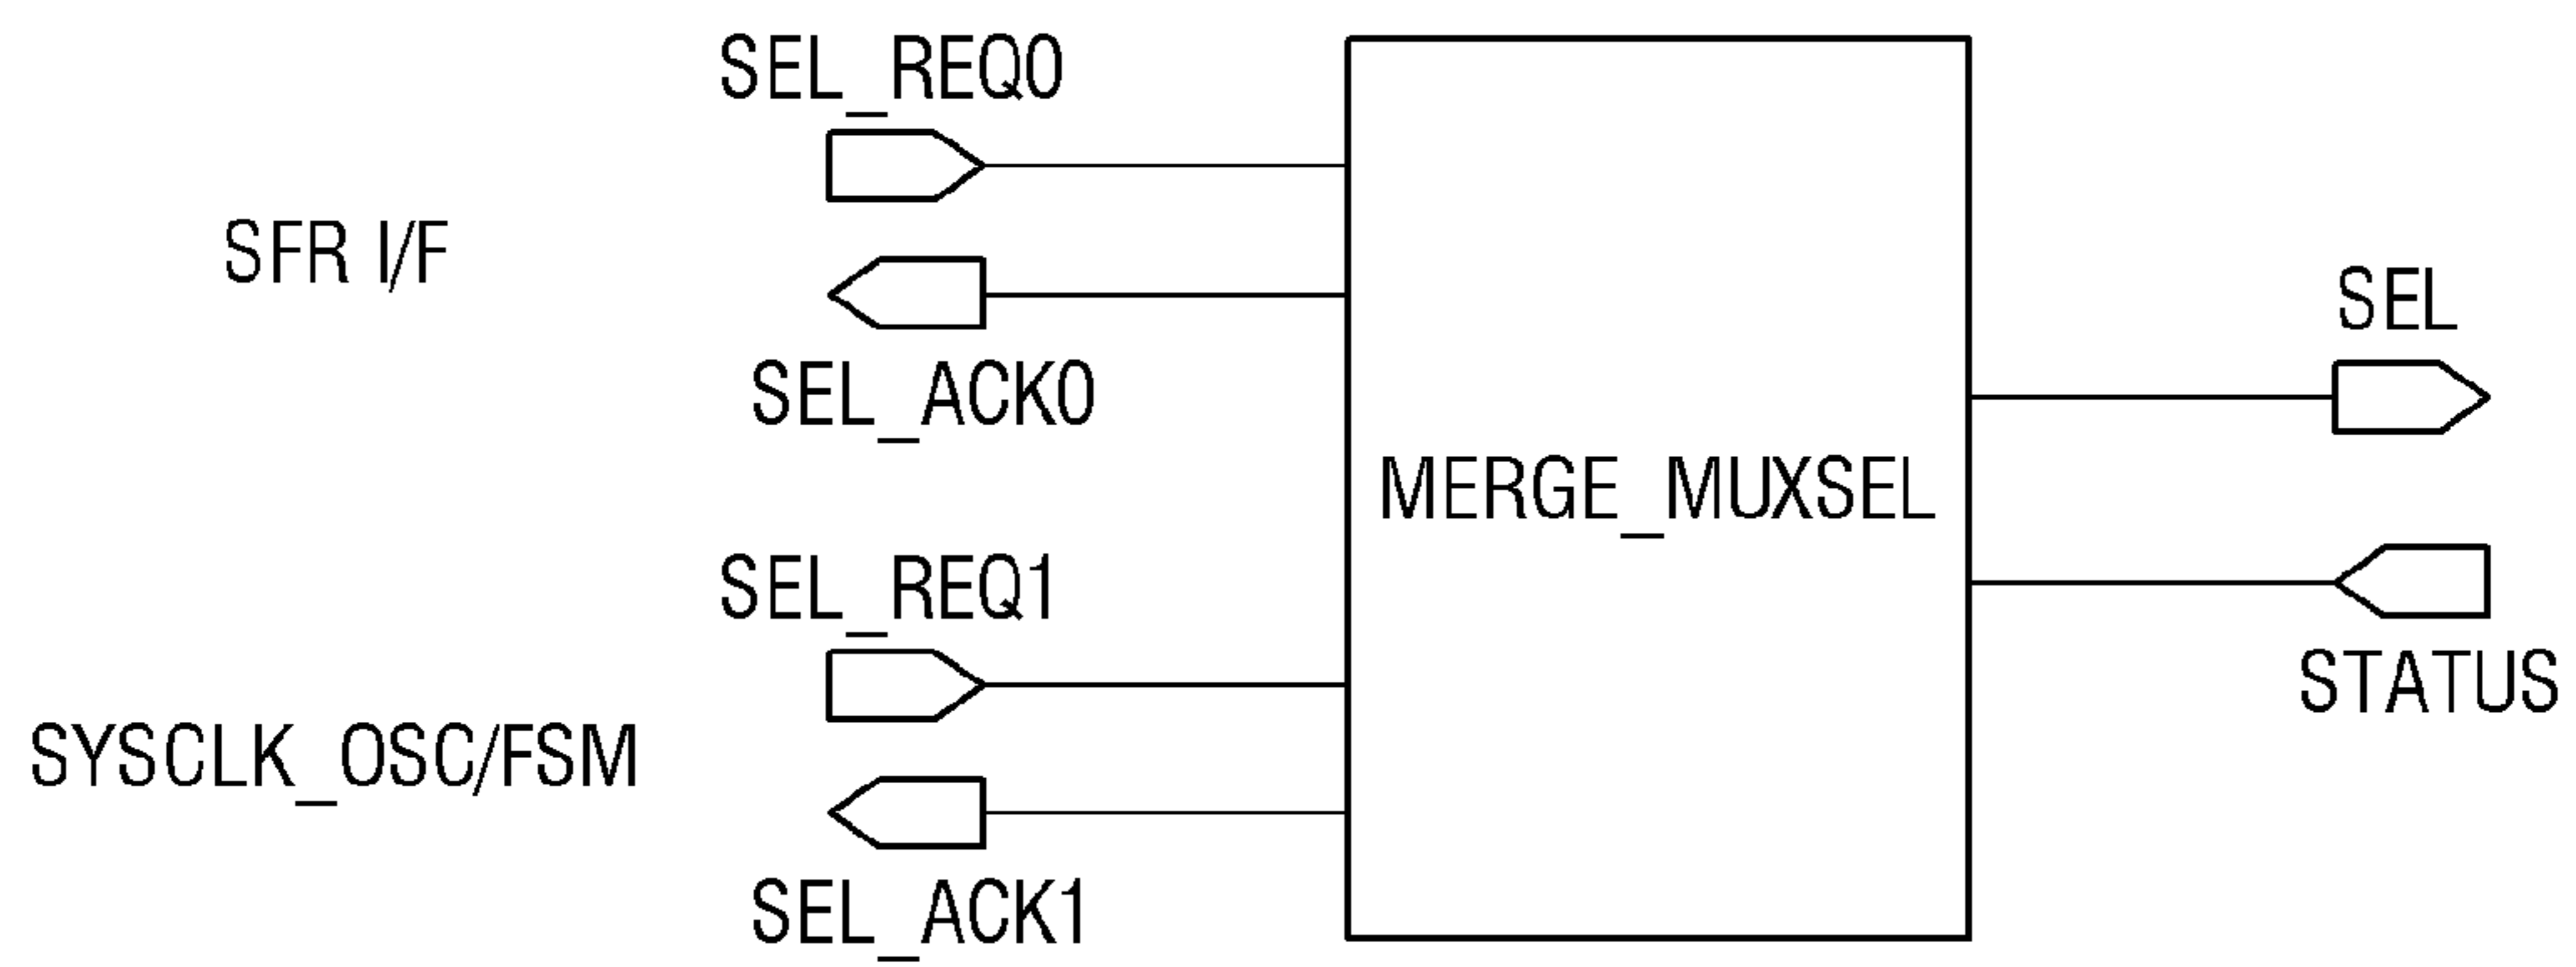 SEL_REQ0
SFR I/F
SEL_ACK0
SEL
MERGE_MUXSEL
SEL_REQ1
STATUS
SYSCLK_OSC/FSM
SEL_ACK1